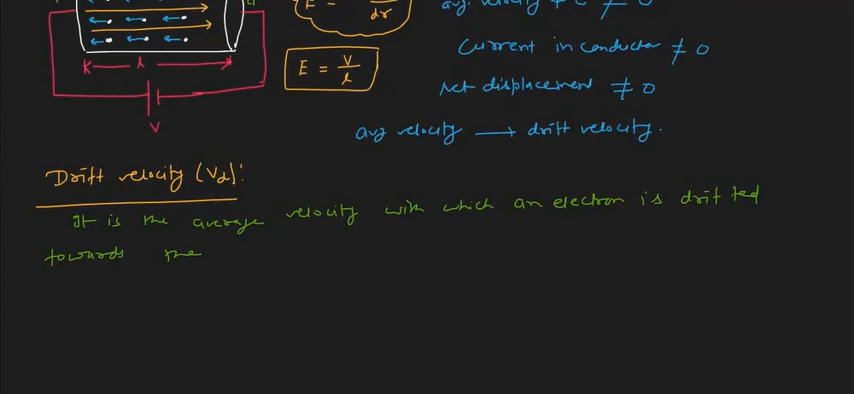 E = - dr
avg. velocity ≠ 0
Current in conductor ≠ 0
Net displacement ≠ 0
E = V/l
l
V
avg velocity → drift velocity.
Drift velocity (Vd):
It is the average velocity with which an electron is drifted
towards the